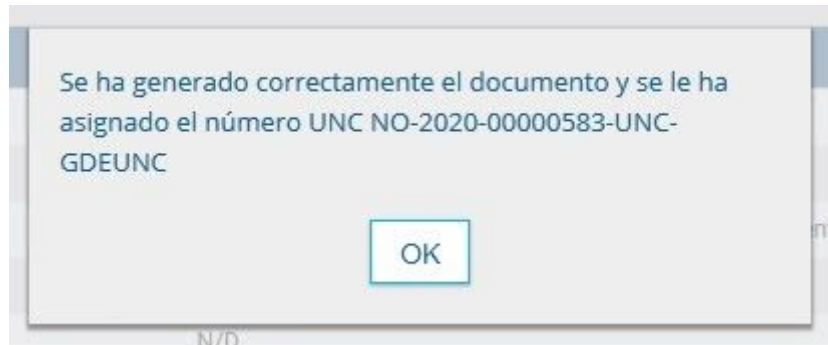 Se ha generado correctamente el documento y se le ha
asignado el número UNC NO-2020-00000583-UNC-
GDEUNC
OK
N/D